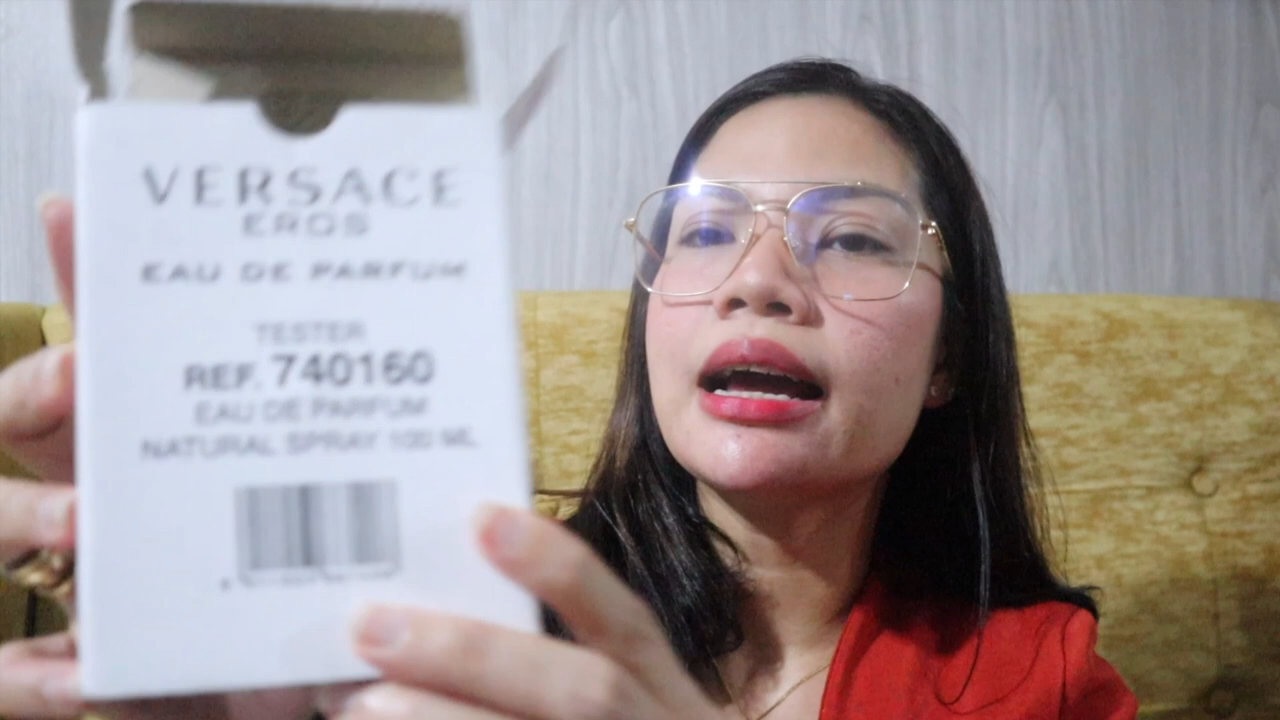 VERSACE
EROS
EAU DE PARFUM
TESTER
REF. 740160
EAU DE PARFUM
NATURAL SPRAY 100 ML